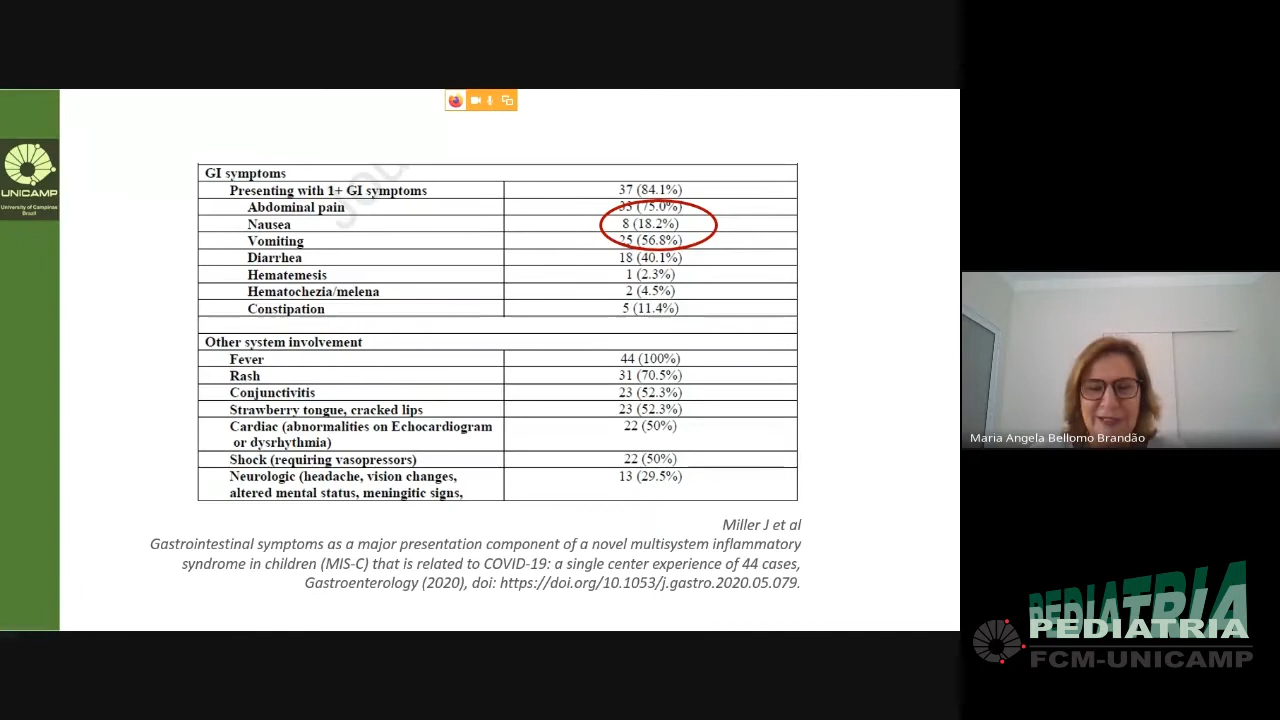 UNICAMP
University of Campinas
Brazil
GI symptoms
Presenting with 1+ GI symptoms 37 (84.1%)
Abdominal pain 33 (75.0%)
Nausea 8 (18.2%)
Vomiting 25 (56.8%)
Diarrhea 18 (40.1%)
Hematemesis 1 (2.3%)
Hematochezia/melena 2 (4.5%)
Constipation 5 (11.4%)
Other system involvement
Fever 44 (100%)
Rash 31 (70.5%)
Conjunctivitis 23 (52.3%)
Strawberry tongue, cracked lips 23 (52.3%)
Cardiac (abnormalities on Echocardiogram 22 (50%)
or dysrhythmia)
Shock (requiring vasopressors) 22 (50%)
Neurologic (headache, vision changes, 13 (29.5%)
altered mental status, meningitic signs,
Miller J et al
Gastrointestinal symptoms as a major presentation component of a novel multisystem inflammatory
syndrome in children (MIS-C) that is related to COVID-19: a single center experience of 44 cases,
Gastroenterology (2020), doi: https://doi.org/10.1053/j.gastro.2020.05.079.
Maria Angela Bellomo Brandão
PEDIATRIA
PEDIATRIA
FCM-UNICAMP